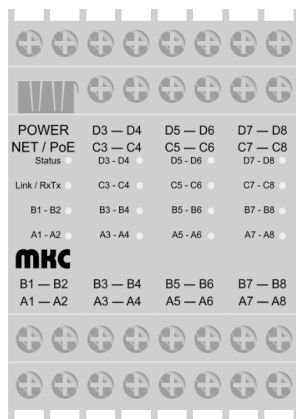 POWER D3 — D4 D5 — D6 D7 — D8
NET / PoE C3 — C4 C5 — C6 C7 — C8
Status D3 - D4 D5 - D6 D7 - D8
Link / RxTx C3 - C4 C5 - C6 C7 - C8
B1 - B2 B3 - B4 B5 - B6 B7 - B8
A1 - A2 A3 - A4 A5 - A6 A7 - A8
MKC
B1 — B2 B3 — B4 B5 — B6 B7 — B8
A1 — A2 A3 — A4 A5 — A6 A7 — A8